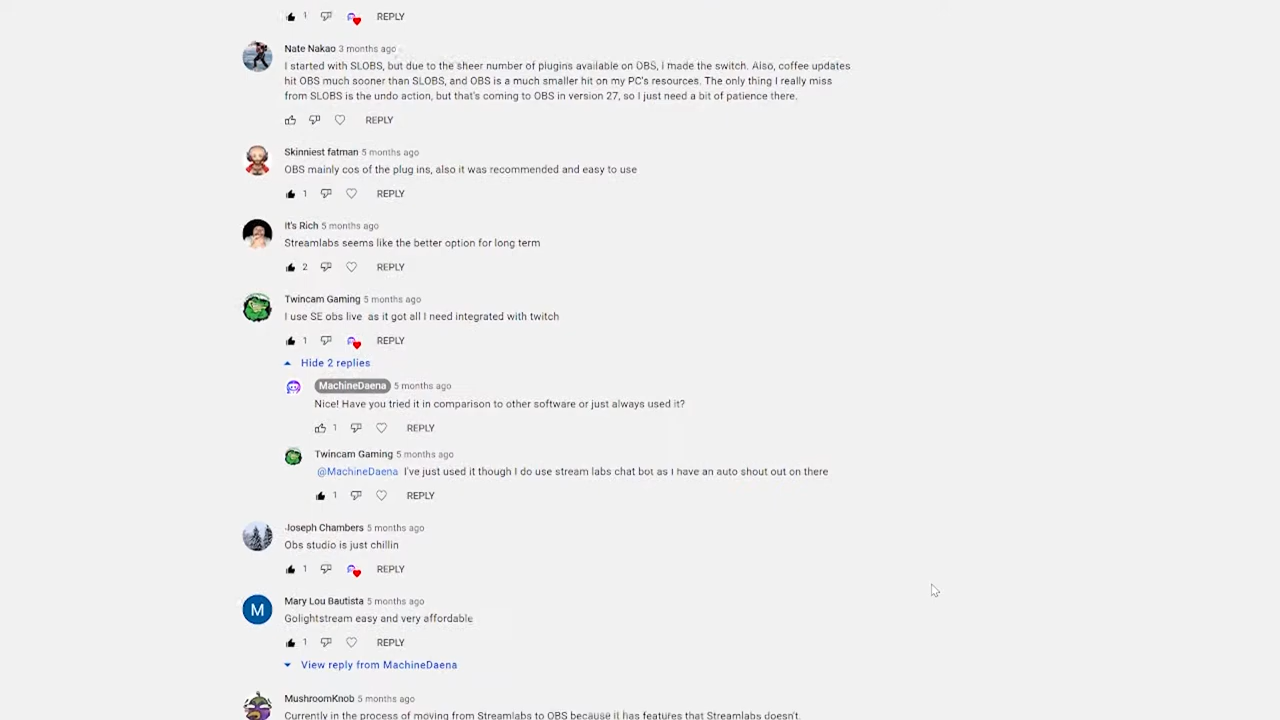 1 REPLY
Nate Nakao 3 months ago
I started with SLOBS, but due to the sheer number of plugins available on OBS, I made the switch. Also, coffee updates
hit OBS much sooner than SLOBS, and OBS is a much smaller hit on my PC's resources. The only thing I really miss
from SLOBS is the undo action, but that's coming to OBS in version 27, so I just need a bit of patience there.
REPLY
Skinniest fatman 5 months ago
OBS mainly cos of the plug ins, also it was recommended and easy to use
1 REPLY
It's Rich 5 months ago
Streamlabs seems like the better option for long term
2 REPLY
Twincam Gaming 5 months ago
I use SE obs live as it got all I need integrated with twitch
1 REPLY
Hide 2 replies
MachineDaena 5 months ago
Nice! Have you tried it in comparison to other software or just always used it?
1 REPLY
Twincam Gaming 5 months ago
@MachineDaena I've just used it though I do use stream labs chat bot as I have an auto shout out on there
1 REPLY
Joseph Chambers 5 months ago
Obs studio is just chillin
1 REPLY
M
Mary Lou Bautista 5 months ago
Golightstream easy and very affordable
1 REPLY
View reply from MachineDaena
MushroomKnob 5 months ago
Currently in the process of moving from Streamlabs to OBS because it has features that Streamlabs doesn't.